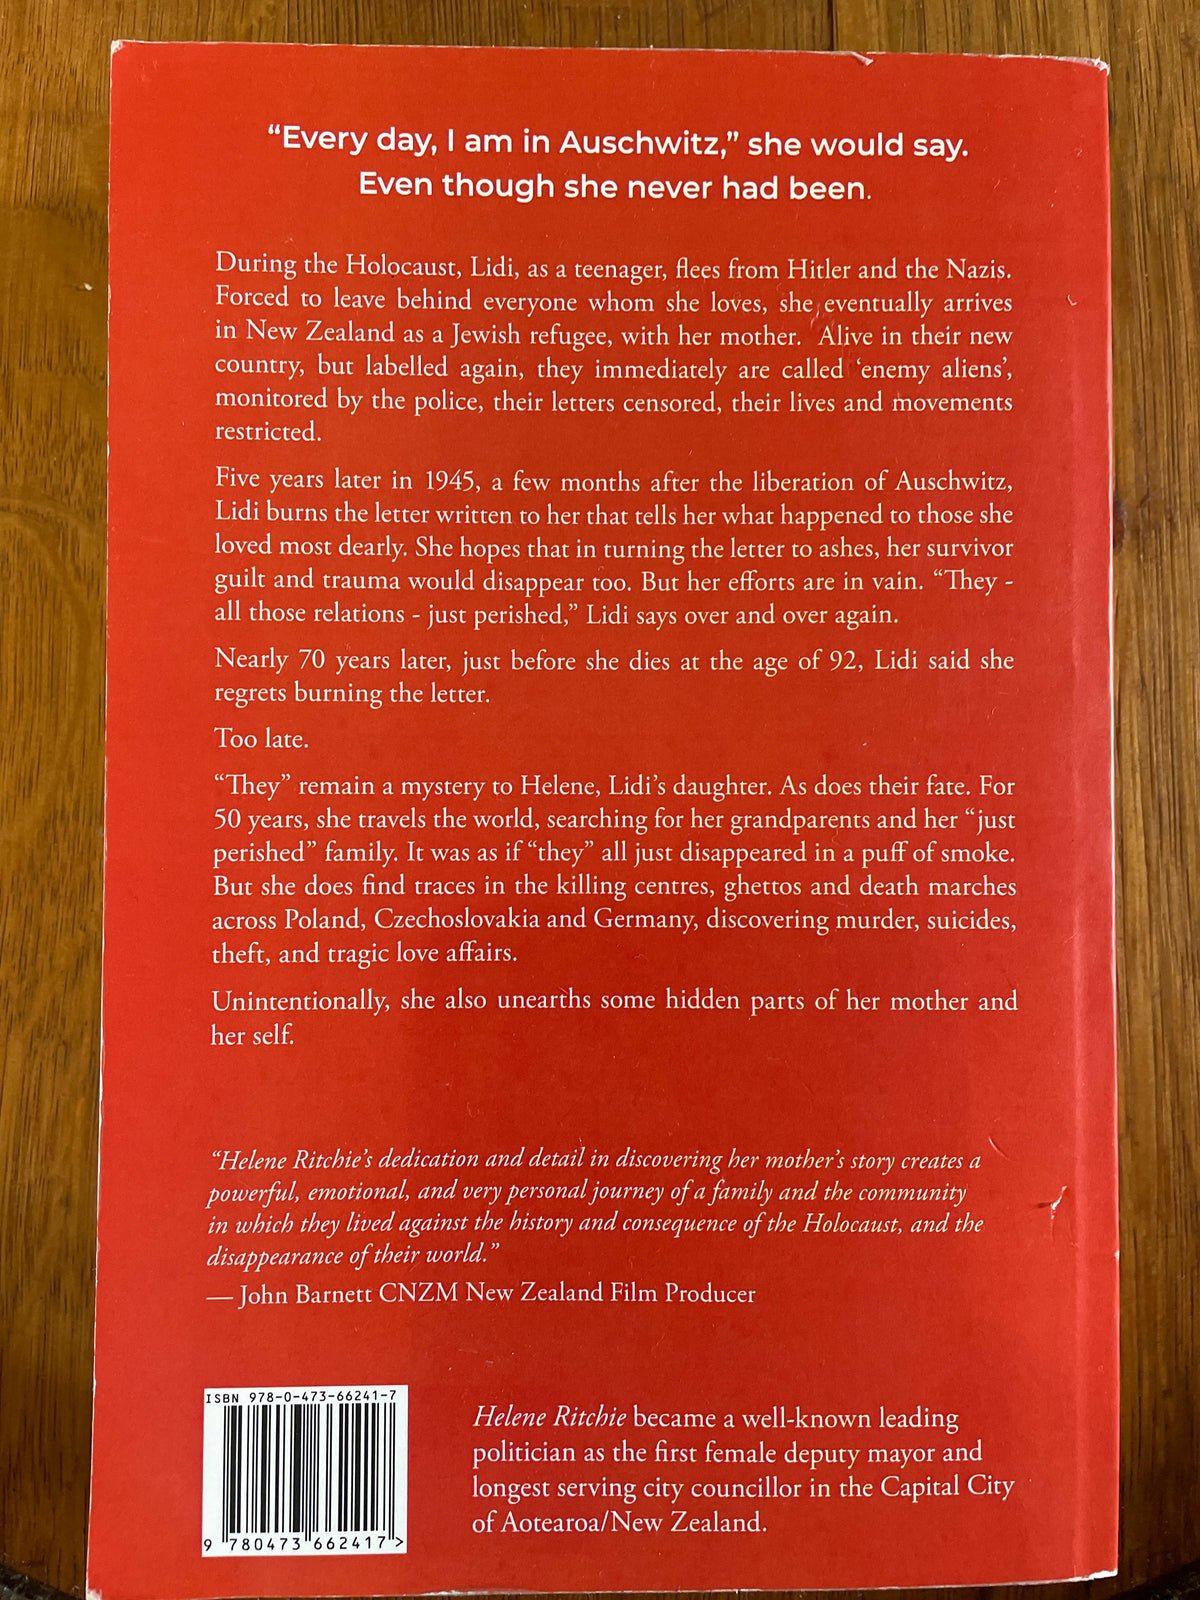 “Every day, I am in Auschwitz,” she would say.
Even though she never had been.
During the Holocaust, Lidi, as a teenager, flees from Hitler and the Nazis.
Forced to leave behind everyone whom she loves, she eventually arrives
in New Zealand as a Jewish refugee, with her mother. Alive in their new
country, but labelled again, they immediately are called ‘enemy aliens’,
monitored by the police, their letters censored, their lives and movements
restricted.
Five years later in 1945, a few months after the liberation of Auschwitz,
Lidi burns the letter written to her that tells her what happened to those she
loved most dearly. She hopes that in turning the letter to ashes, her survivor
guilt and trauma would disappear too. But her efforts are in vain. “They -
all those relations - just perished,” Lidi says over and over again.
Nearly 70 years later, just before she dies at the age of 92, Lidi said she
regrets burning the letter.
Too late.
“They” remain a mystery to Helene, Lidi’s daughter. As does their fate. For
50 years, she travels the world, searching for her grandparents and her “just
perished” family. It was as if “they” all just disappeared in a puff of smoke.
But she does find traces in the killing centres, ghettos and death marches
across Poland, Czechoslovakia and Germany, discovering murder, suicides,
theft, and tragic love affairs.
Unintentionally, she also unearths some hidden parts of her mother and
her self.
“Helene Ritchie’s dedication and detail in discovering her mother’s story creates a
powerful, emotional, and very personal journey of a family and the community
in which they lived against the history and consequence of the Holocaust, and the
disappearance of their world.”
— John Barnett CNZM New Zealand Film Producer
ISBN 978-0-473-66241-7
9 780473 662417 >
Helene Ritchie became a well-known leading
politician as the first female deputy mayor and
longest serving city councillor in the Capital City
of Aotearoa/New Zealand.